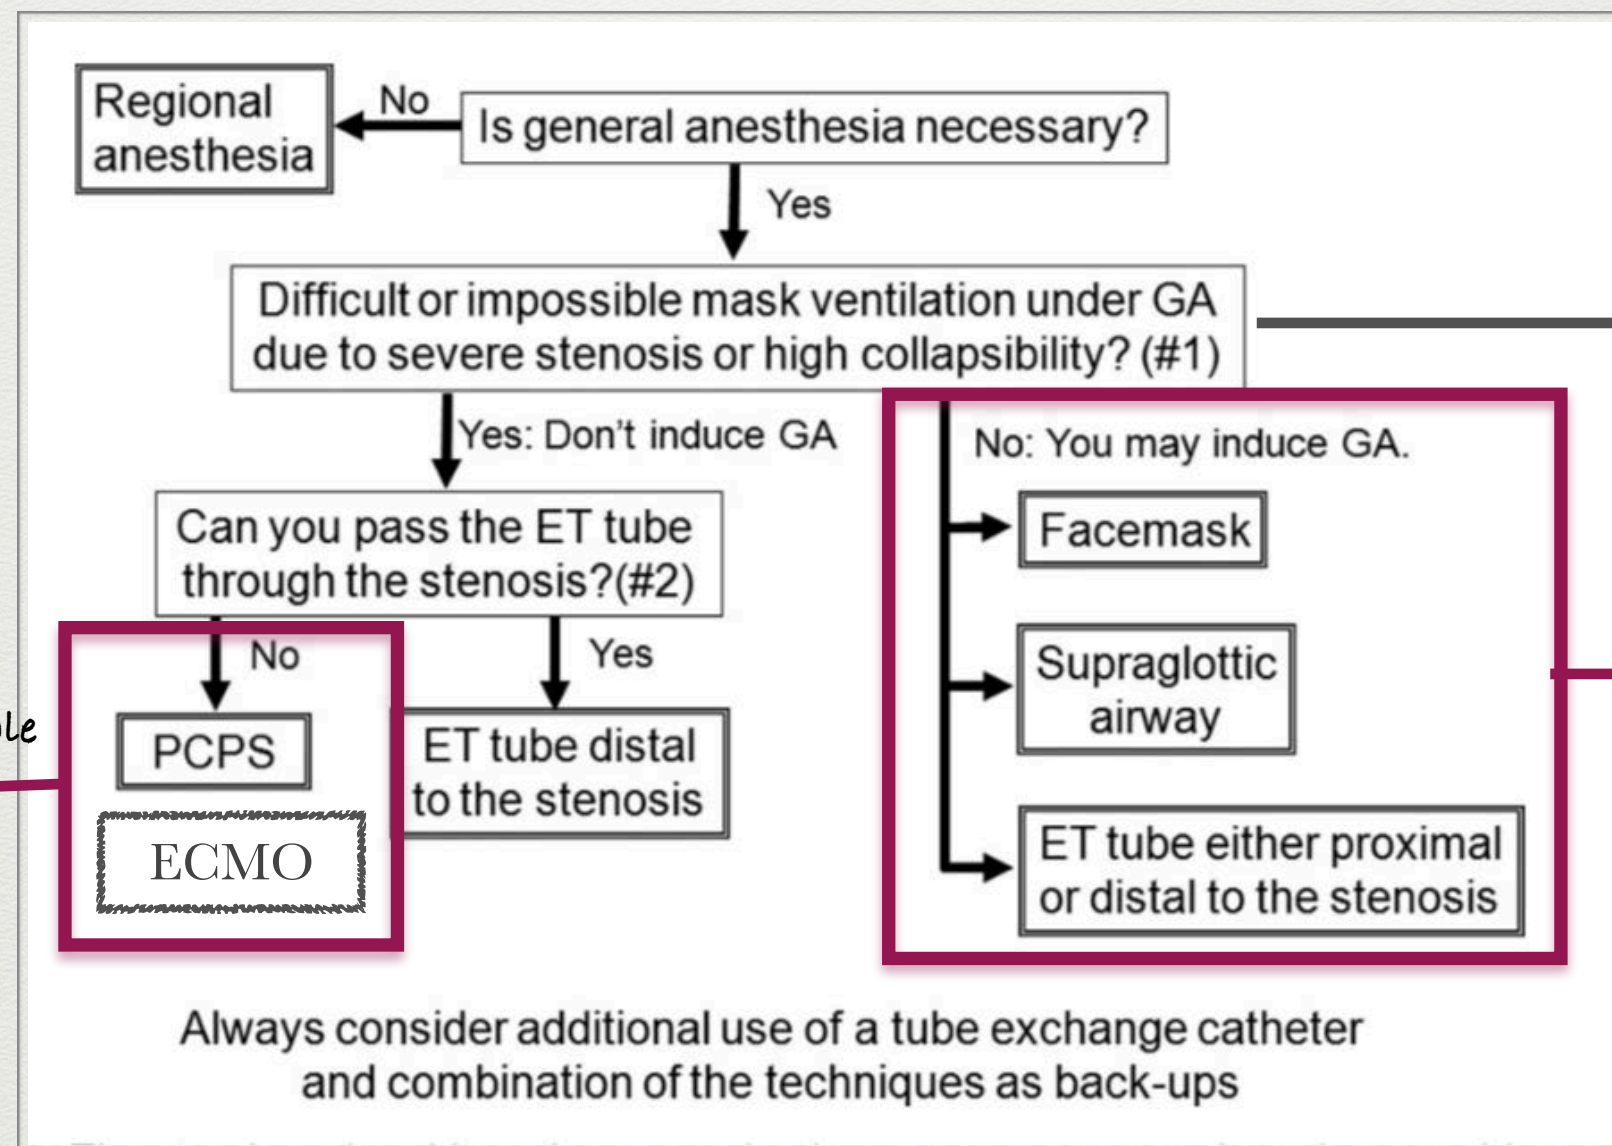 Regional
anesthesia
No
Is general anesthesia necessary?
Yes
Difficult or impossible mask ventilation under GA
due to severe stenosis or high collapsibility? (#1)
Yes: Don't induce GA
No: You may induce GA.
Can you pass the ET tube
through the stenosis?(#2)
Facemask
No
Yes
Supraglottic
airway
PCPS
ET tube distal
to the stenosis
ECMO
ET tube either proximal
or distal to the stenosis
Always consider additional use of a tube exchange catheter
and combination of the techniques as back-ups